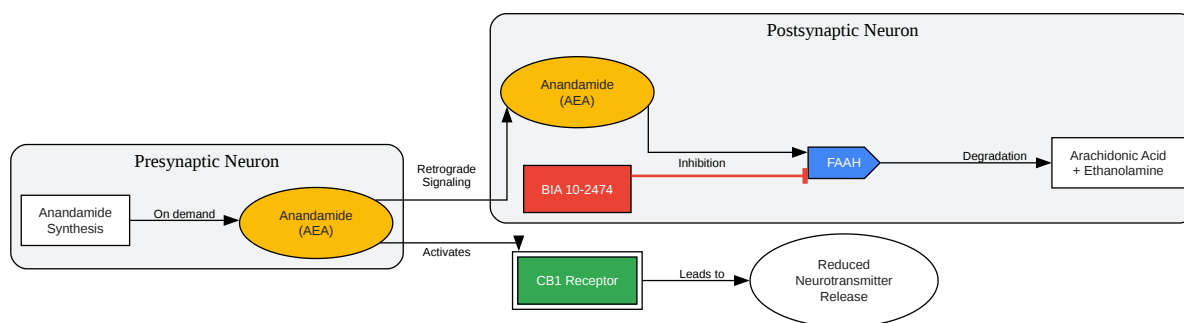 Postsynaptic Neuron
Anandamide
(AEA)
Presynaptic Neuron
Retrograde
Signaling
Inhibition
FAAH
Degradation
Arachidonic Acid
+ Ethanolamine
BIA 10-2474
Anandamide
Synthesis
On demand
Anandamide
(AEA)
Activates
CB1 Receptor
Leads to
Reduced
Neurotransmitter
Release